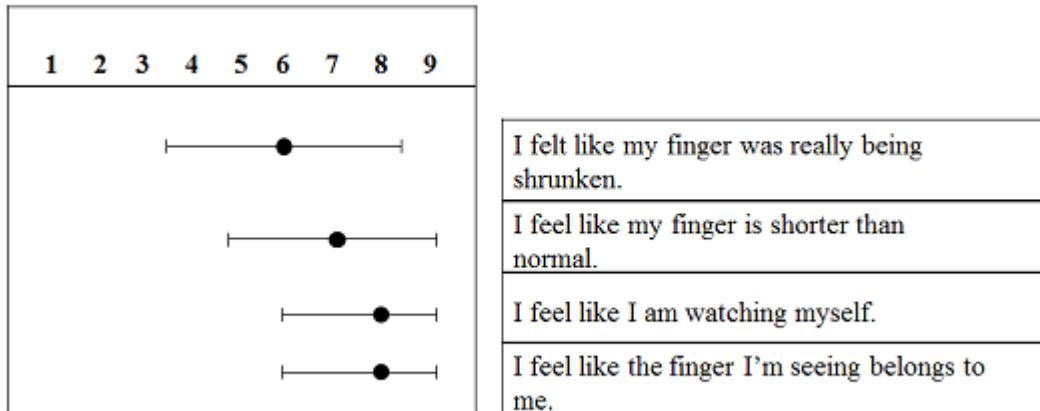 1 2 3 4 5 6 7 8 9
I felt like my finger was really being
shrunken.
I feel like my finger is shorter than
normal.
I feel like I am watching myself.
I feel like the finger I’m seeing belongs to
me.